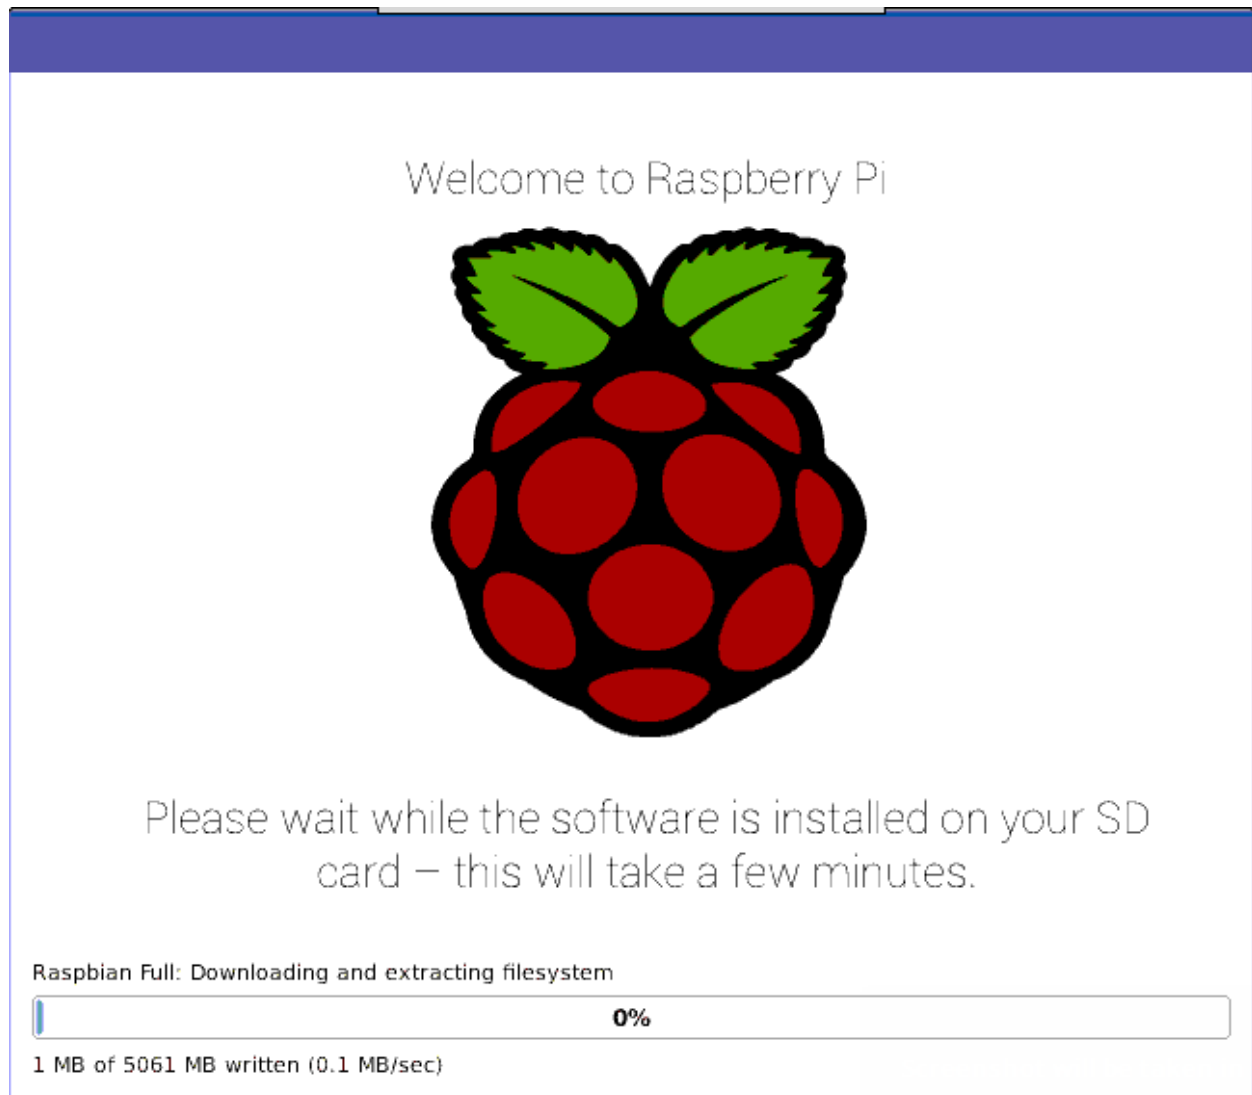 Welcome to Raspberry Pi
Please wait while the software is installed on your SD
card – this will take a few minutes.
Raspbian Full: Downloading and extracting filesystem
0%
1 MB of 5061 MB written (0.1 MB/sec)